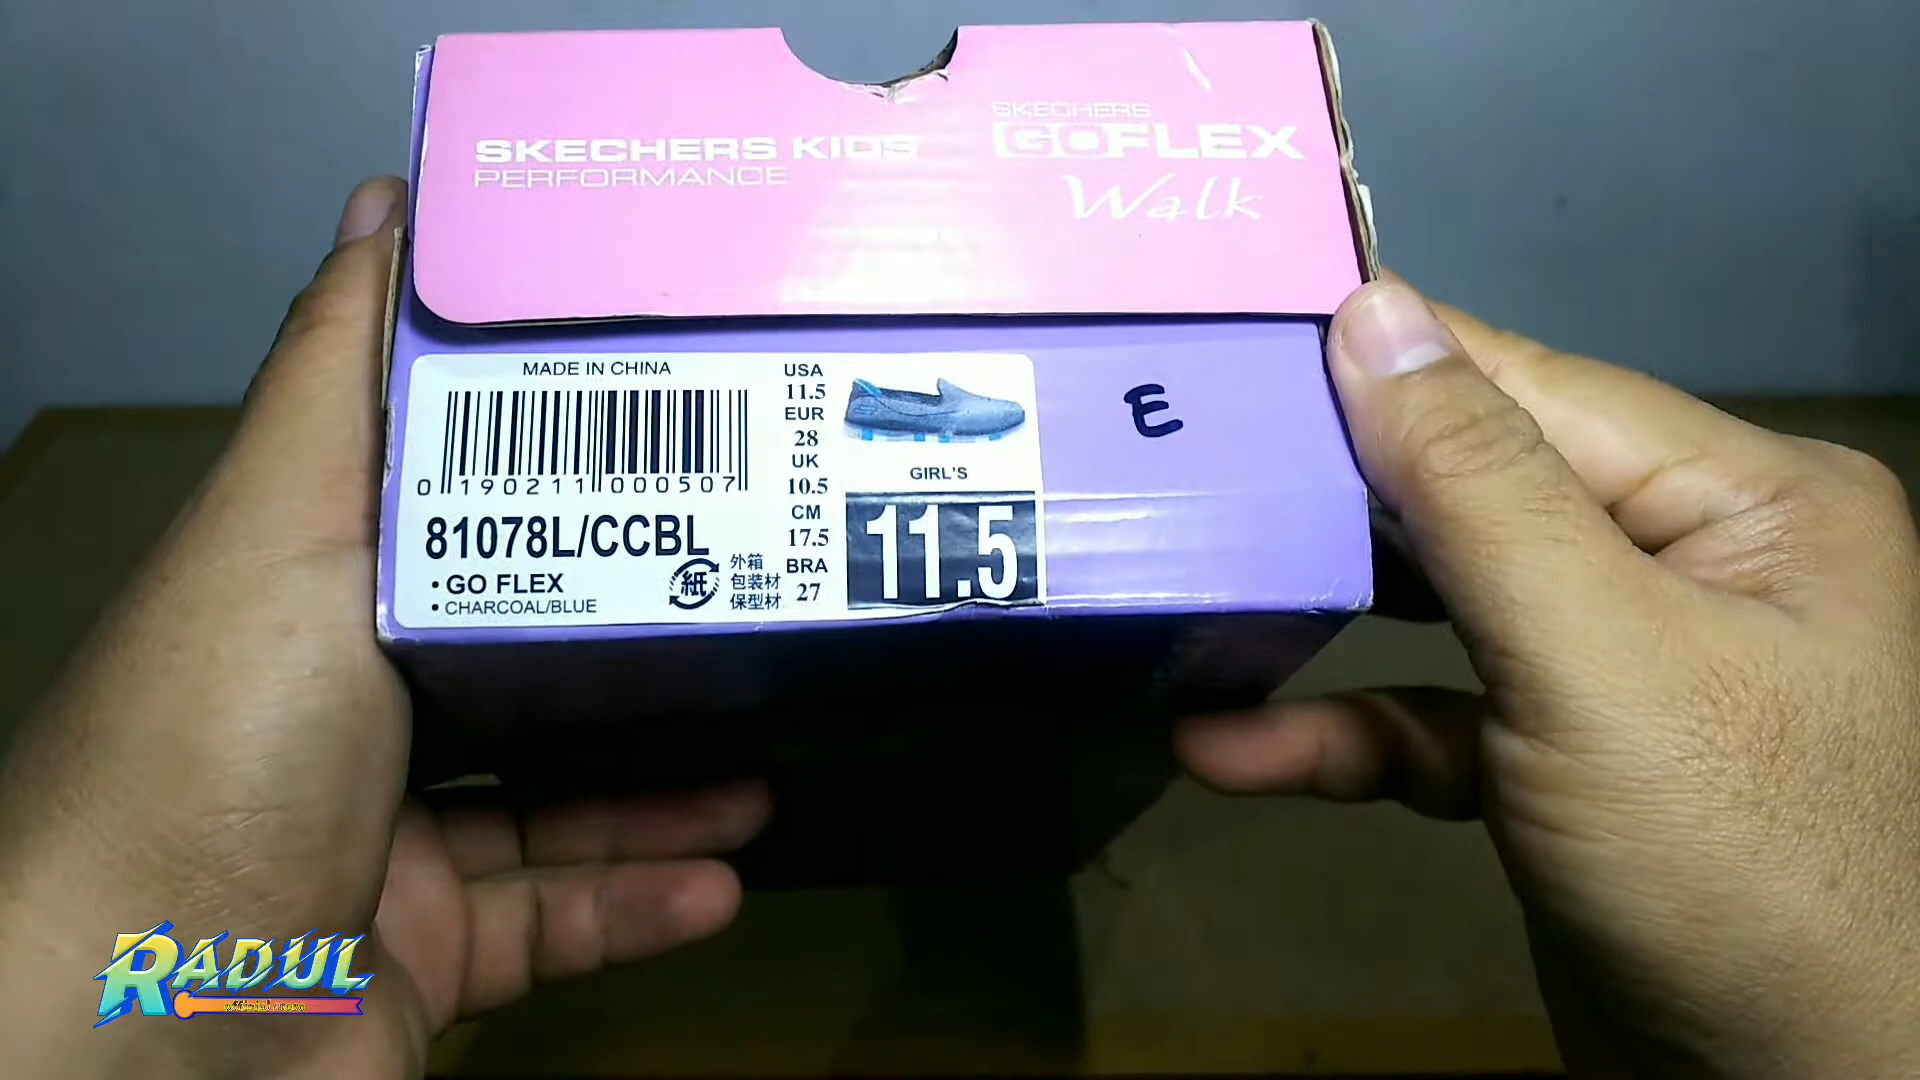 SKECHERS KIDS
PERFORMANCE
SKECHERS
GOFLEX
Walk
MADE IN CHINA
0 190211 000507
81078L/CCBL
• GO FLEX
• CHARCOAL/BLUE
紙
外箱
包装材
保型材
USA
11.5
EUR
28
UK
10.5
CM
17.5
BRA
27
GIRL'S
11.5
E
RADUL
official store